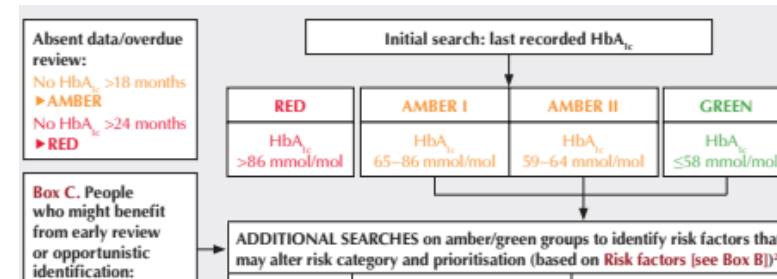 Absent data/overdue
review:
No HbA1c >18 months
►AMBER
No HbA1c >24 months
►RED
Initial search: last recorded HbA1c
RED
HbA1c
>86 mmol/mol
AMBER I
HbA1c
65–86 mmol/mol
AMBER II
HbA1c
59–64 mmol/mol
GREEN
HbA1c
≤58 mmol/mol
Box C. People
who might benefit
from early review
or opportunistic
identification:
ADDITIONAL SEARCHES on amber/green groups to identify risk factors that
may alter risk category and prioritisation (based on Risk factors [see Box B])